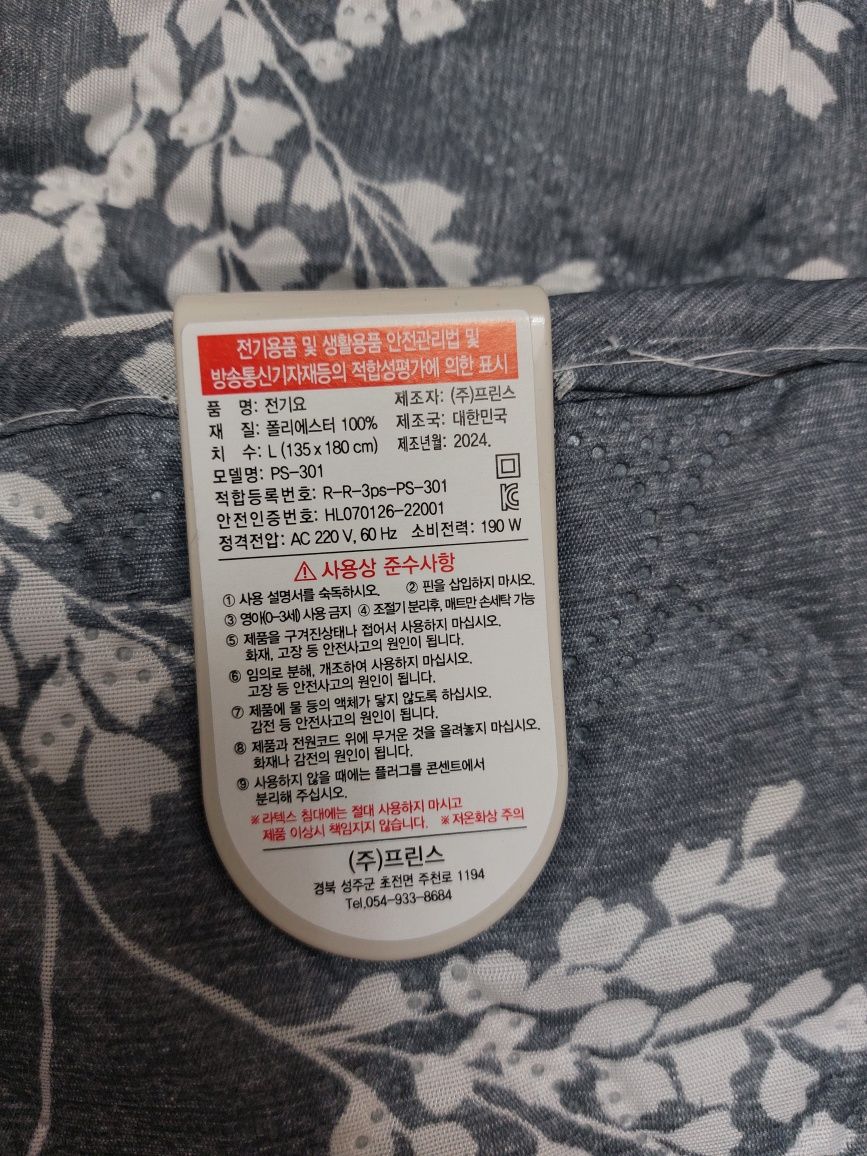 전기용품 및 생활용품 안전관리법 및
방송통신기자재등의 적합성평가에 의한 표시
품 명: 전기요 제조자: (주)프린스
재 질: 폴리에스터 100% 제조국: 대한민국
치 수: L (135 x 180 cm) 제조년월: 2024.
모델명: PS-301
적합등록번호: R-R-3ps-PS-301
안전인증번호: HL070126-22001
정격전압: AC 220 V, 60 Hz 소비전력: 190 W
⚠ 사용상 준수사항
① 사용 설명서를 숙독하시오. ② 핀을 삽입하지 마시오.
③ 영아(0-3세) 사용 금지 ④ 조절기 분리후, 매트만 손세탁 가능
⑤ 제품을 구겨진상태나 접어서 사용하지 마십시오.
화재, 고장 등 안전사고의 원인이 됩니다.
⑥ 임의로 분해, 개조하여 사용하지 마십시오.
고장 등 안전사고의 원인이 됩니다.
⑦ 제품에 물 등의 액체가 닿지 않도록 하십시오.
감전 등 안전사고의 원인이 됩니다.
⑧ 제품과 전원코드 위에 무거운 것을 올려놓지 마십시오.
화재나 감전의 원인이 됩니다.
⑨ 사용하지 않을 때에는 플러그를 콘센트에서
분리해 주십시오.
※ 라텍스 침대에는 절대 사용하지 마시고
제품 이상시 책임지지 않습니다. ※ 저온화상 주의
(주)프린스
경북 성주군 초전면 주천로 1194
Tel.054-933-8684